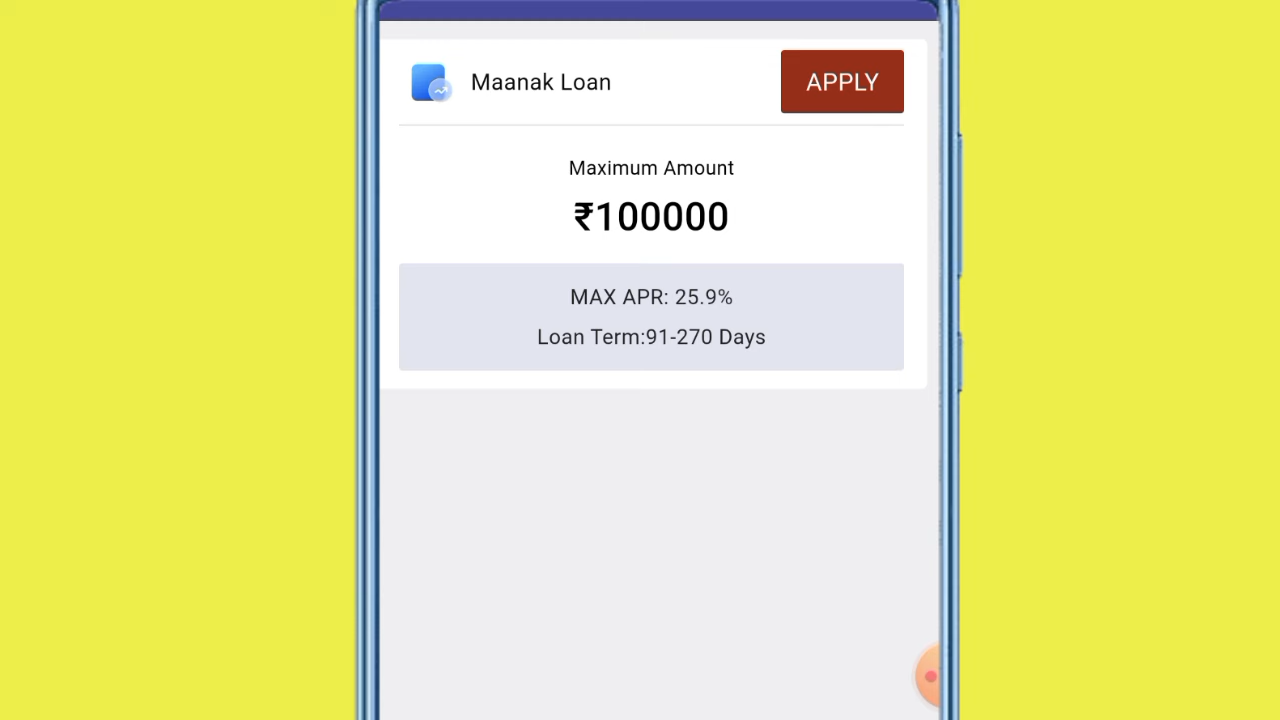 Maanak Loan
APPLY
Maximum Amount
₹100000
MAX APR: 25.9%
Loan Term:91-270 Days